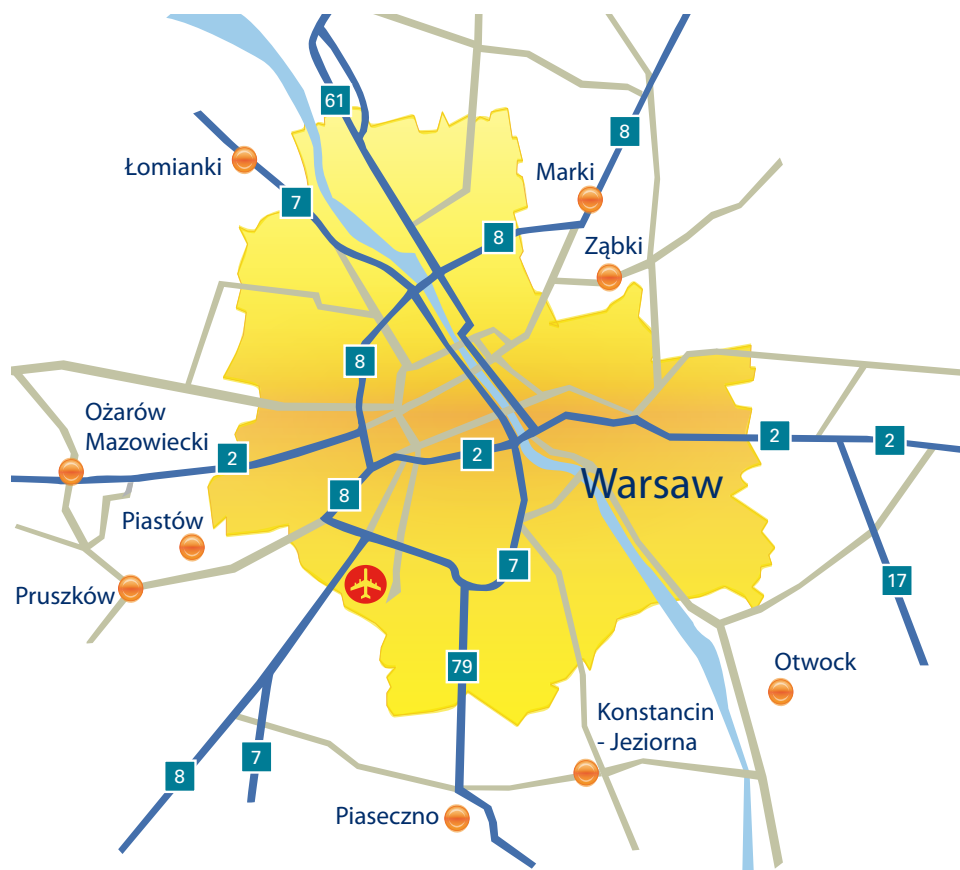 61
8
Marki
Łomianki
7
8
Ząbki
8
Ożarów
Mazowiecki
2
2
2
2
8
Warsaw
Piastów
7
17
Pruszków
79
Otwock
Konstancin
- Jeziorna
7
8
Piaseczno